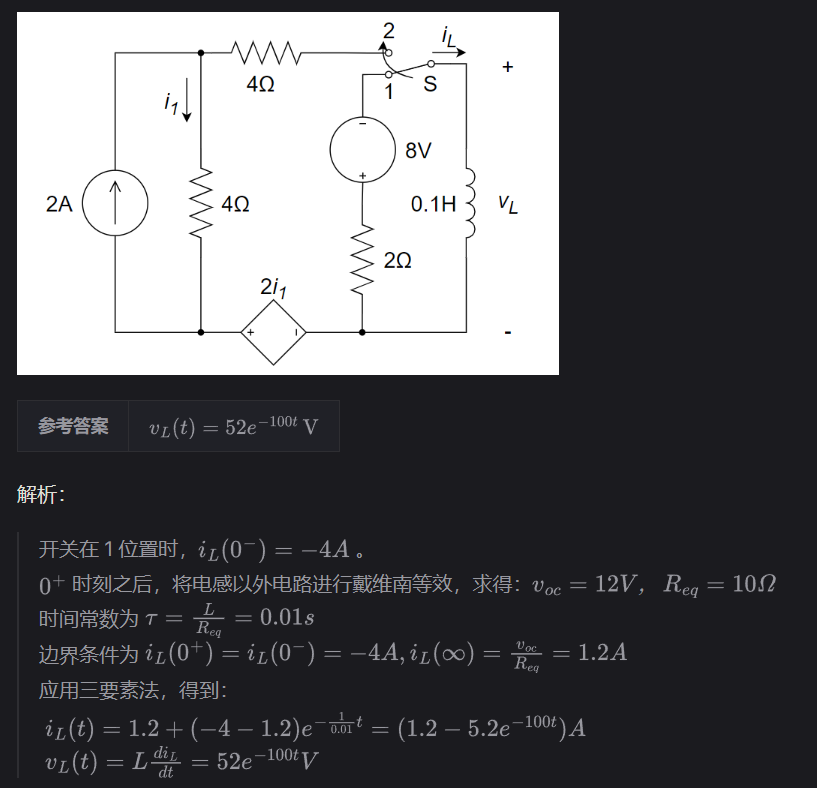 2
i_L
+
4Ω
1
S
i_1
-
8V
+
2A
4Ω
0.1H
v_L
2Ω
2i_1
+
-
-
参考答案 v_L(t) = 52e^{-100t} V
解析：
开关在 1 位置时，i_L(0^-) = -4A 。
0^+ 时刻之后，将电感以外电路进行戴维南等效，求得：v_{oc} = 12V，R_{eq} = 10Ω
时间常数为 τ = \frac{L}{R_{eq}} = 0.01s
边界条件为 i_L(0^+) = i_L(0^-) = -4A, i_L(∞) = \frac{v_{oc}}{R_{eq}} = 1.2A
应用三要素法，得到：
i_L(t) = 1.2 + (-4 - 1.2)e^{-\frac{1}{0.01}t} = (1.2 - 5.2e^{-100t})A
v_L(t) = L\frac{di_L}{dt} = 52e^{-100t}V